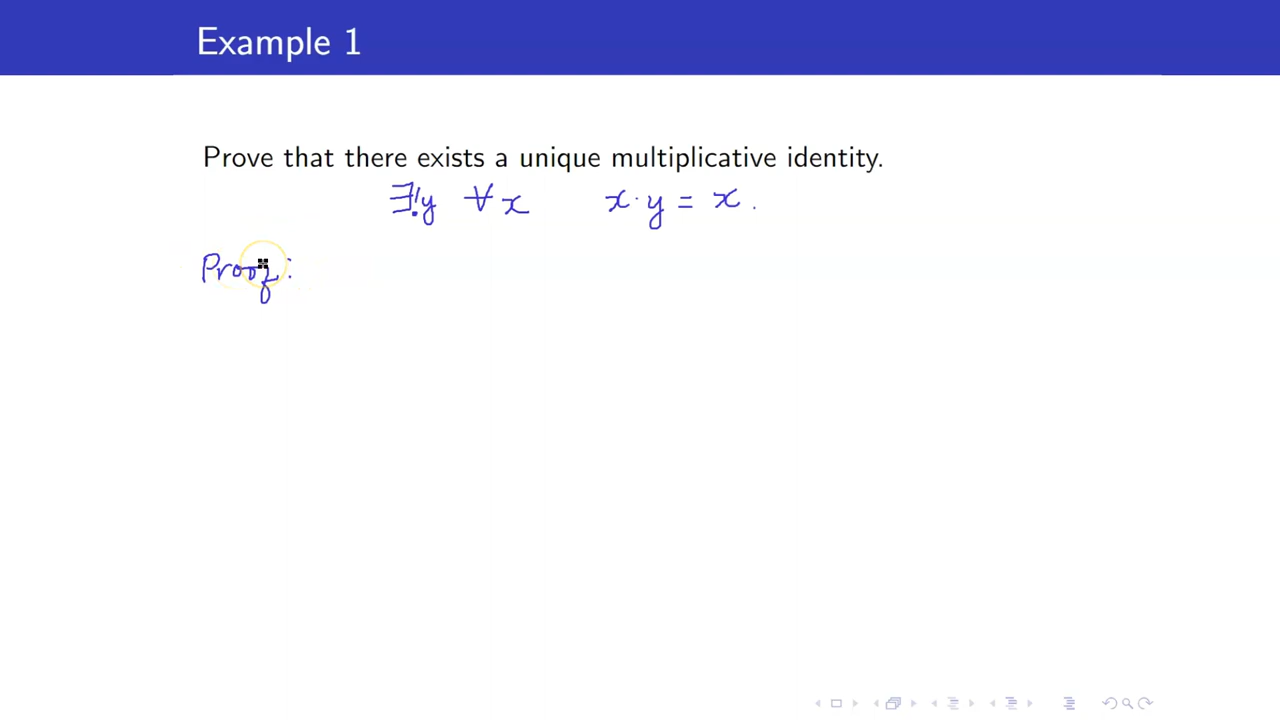 Example 1
Prove that there exists a unique multiplicative identity.
∃!y ∀x x·y = x.
Proof: